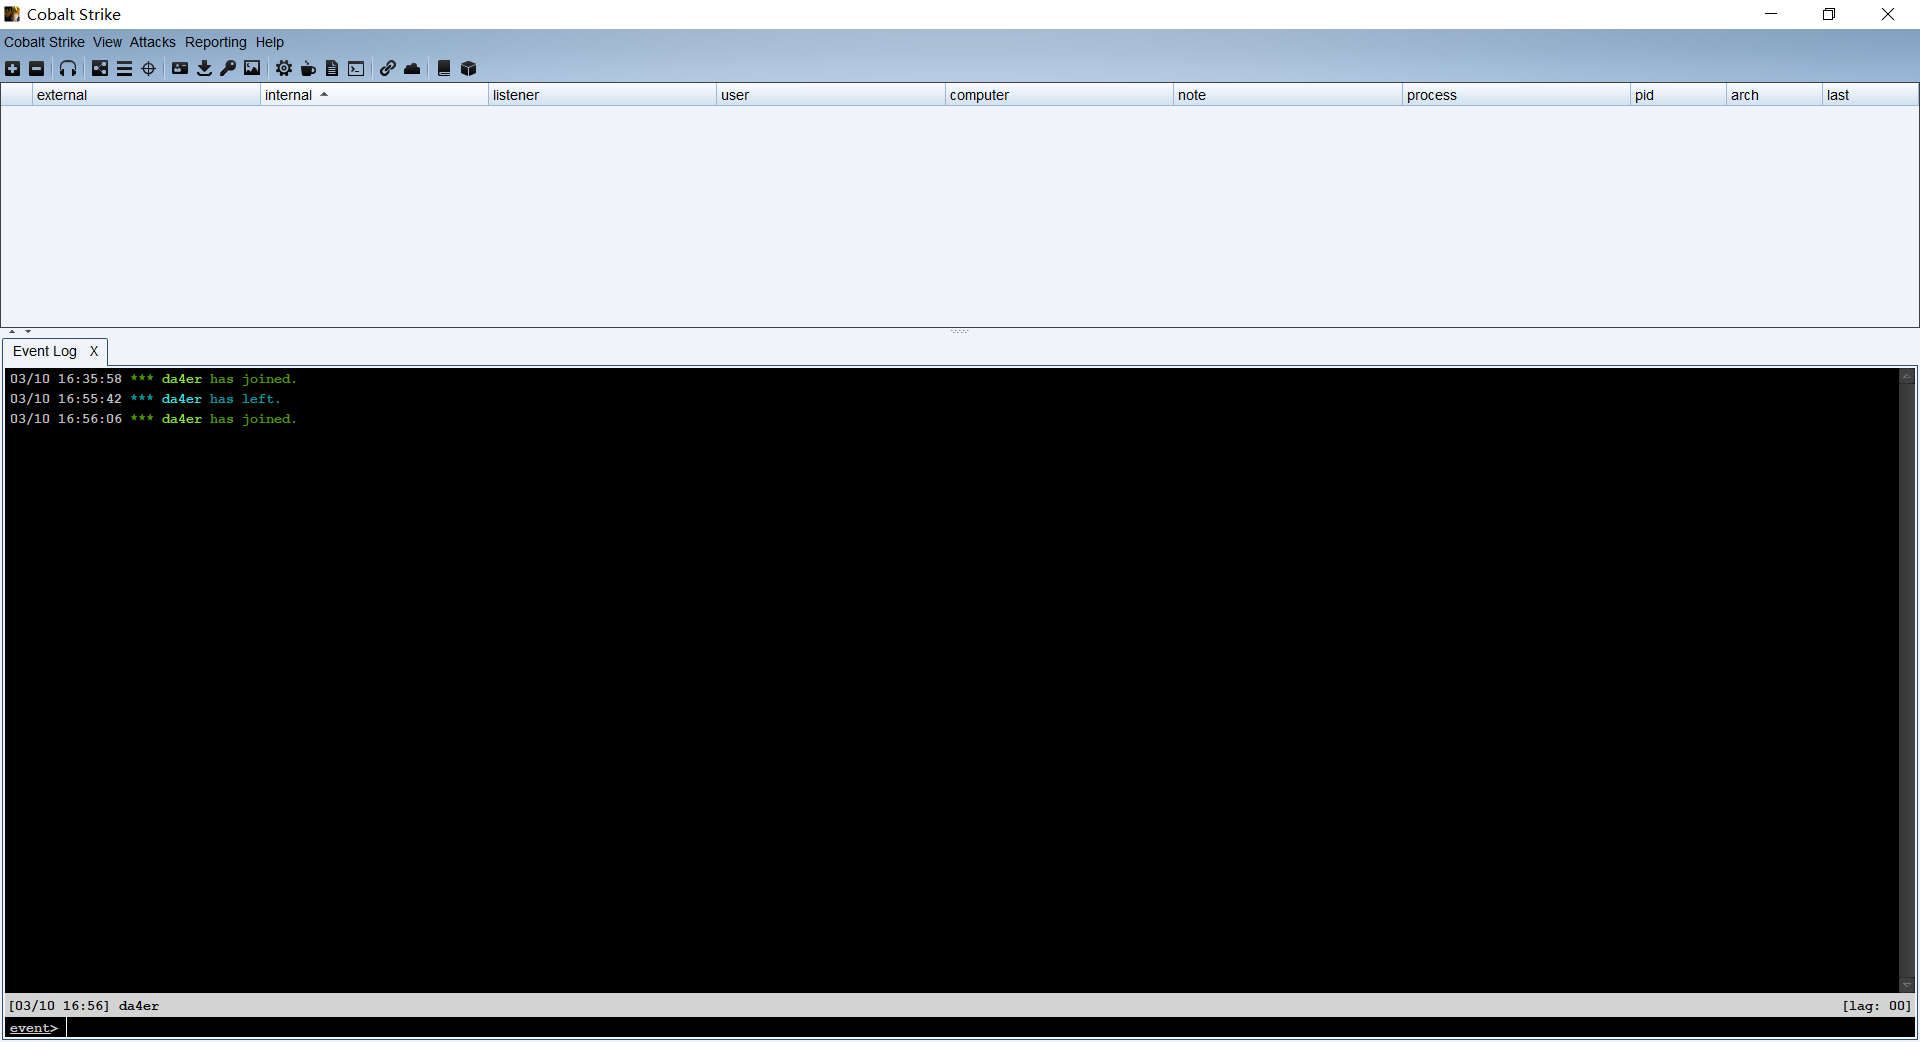 Cobalt Strike
Cobalt Strike View Attacks Reporting Help
external internal listener user computer note process pid arch last
Event Log X
03/10 16:35:58 *** da4er has joined.
03/10 16:55:42 *** da4er has left.
03/10 16:56:06 *** da4er has joined.
[03/10 16:56] da4er [lag: 00]
event>